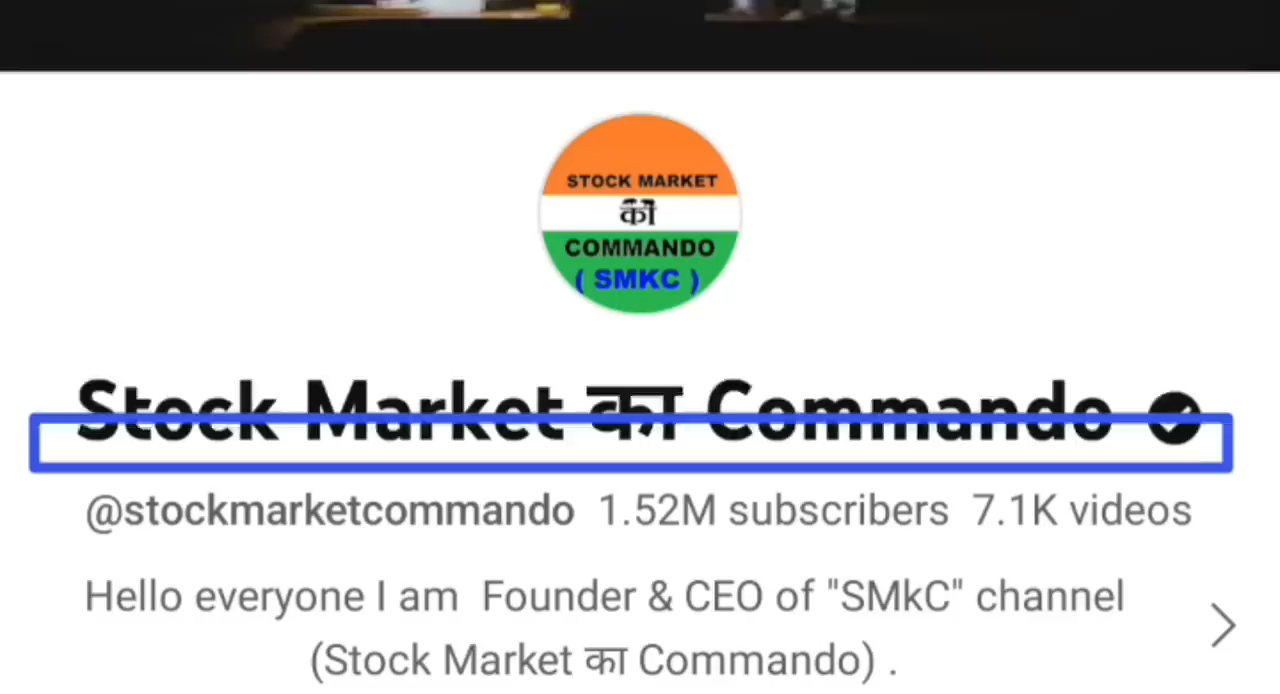 STOCK MARKET
का
COMMANDO
( SMKC )
Stock Market का Commando
@stockmarketcommando 1.52M subscribers 7.1K videos
Hello everyone I am Founder & CEO of "SMkC" channel
(Stock Market का Commando) .